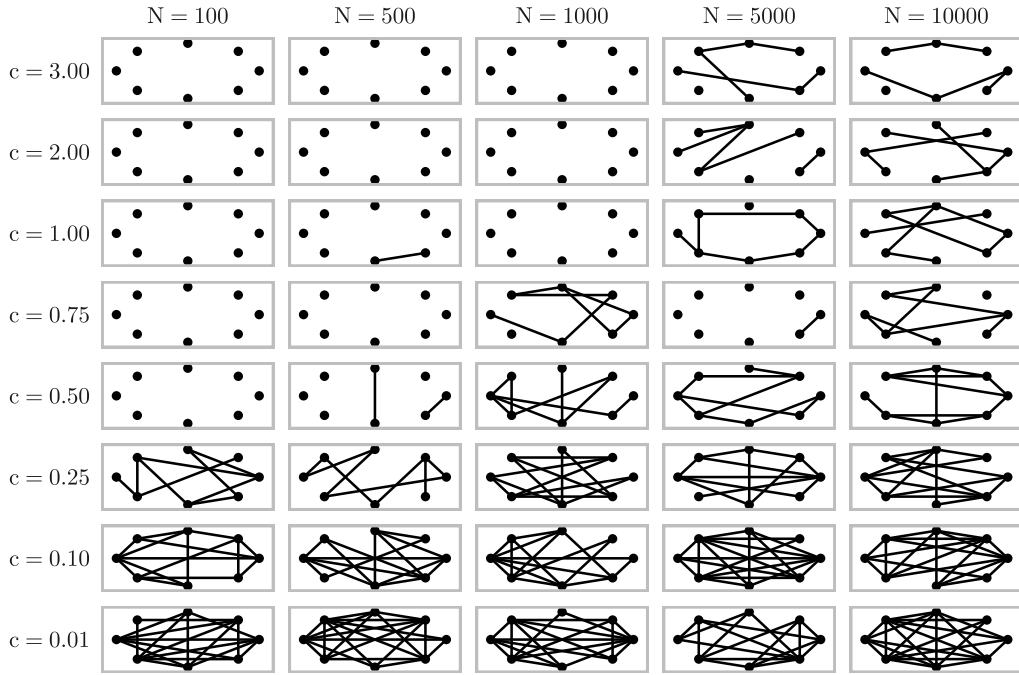 N = 100 N = 500 N = 1000 N = 5000 N = 10000
c = 3.00
c = 2.00
c = 1.00
c = 0.75
c = 0.50
c = 0.25
c = 0.10
c = 0.01